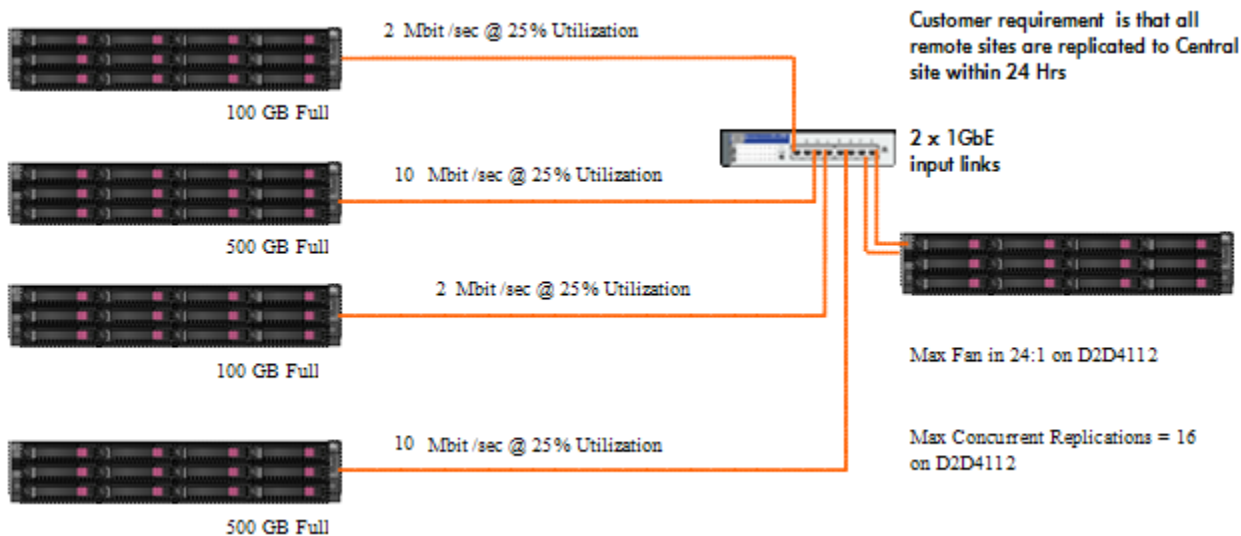 2 Mbit /sec @ 25% Utilization
100 GB Full
10 Mbit /sec @ 25% Utilization
500 GB Full
2 Mbit /sec @ 25% Utilization
100 GB Full
10 Mbit /sec @ 25% Utilization
500 GB Full
Customer requirement is that all
remote sites are replicated to Central
site within 24 Hrs
2 x 1GbE
input links
Max Fan in 24:1 on D2D4112
Max Concurrent Replications = 16
on D2D4112